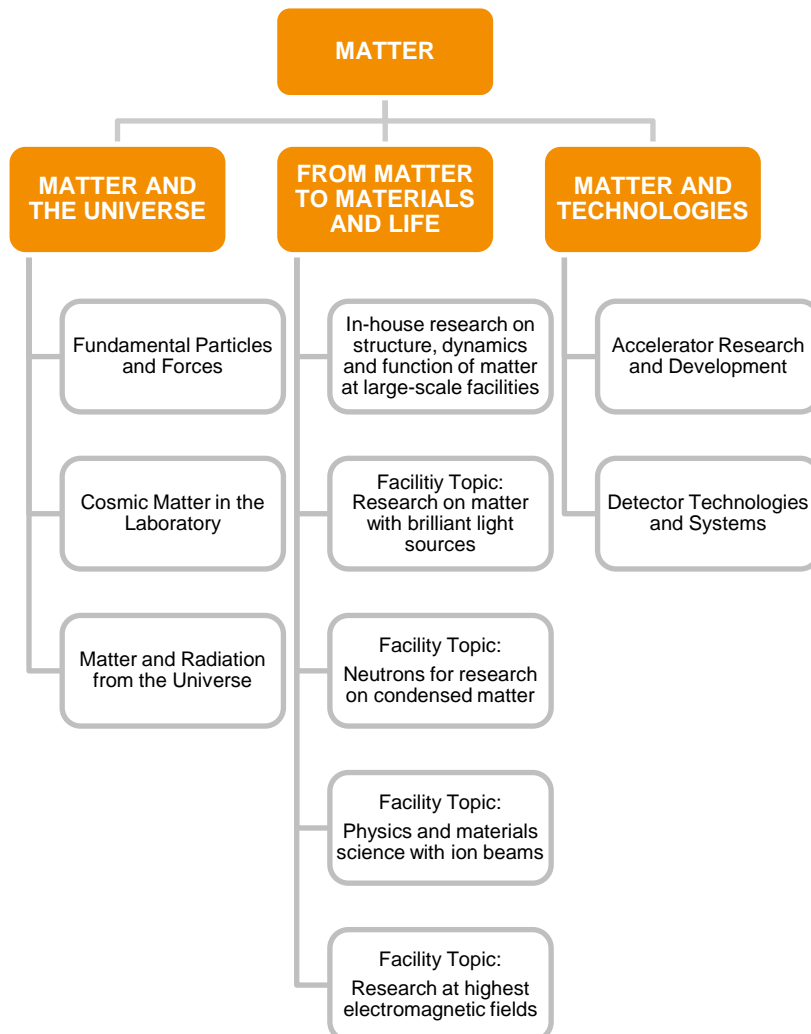 MATTER
MATTER AND
THE UNIVERSE
Fundamental Particles
and Forces
Cosmic Matter in the
Laboratory
Matter and Radiation
from the Universe
FROM MATTER
TO MATERIALS
AND LIFE
In-house research on
structure, dynamics
and function of matter
at large-scale facilities
Facilitiy Topic:
Research on matter
with brilliant light
sources
Facility Topic:
Neutrons for research
on condensed matter
Facility Topic:
Physics and materials
science with ion beams
Facility Topic:
Research at highest
electromagnetic fields
MATTER AND
TECHNOLOGIES
Accelerator Research
and Development
Detector Technologies
and Systems